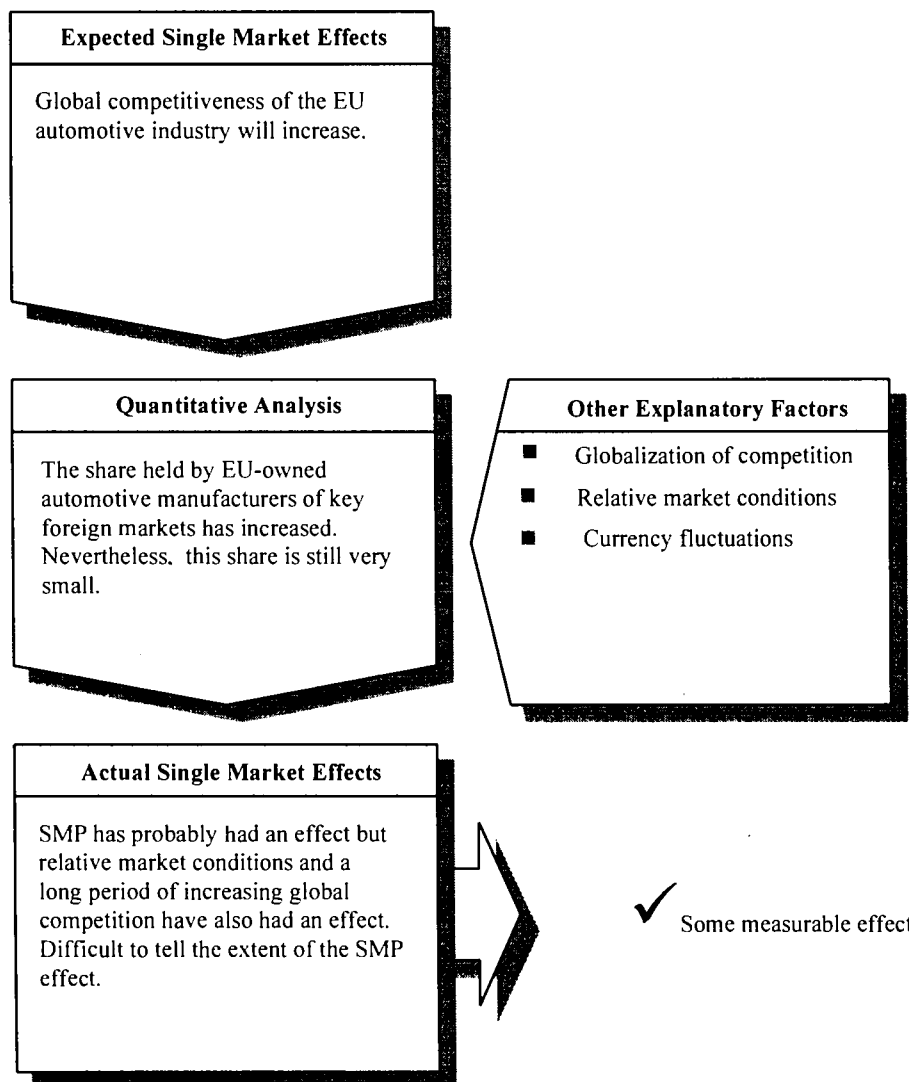 Expected Single Market Effects
Global competitiveness of the EU
automotive industry will increase.
Quantitative Analysis
The share held by EU-owned
automotive manufacturers of key
foreign markets has increased.
Nevertheless, this share is still very
small.
Other Explanatory Factors
■ Globalization of competition
■ Relative market conditions
■ Currency fluctuations
Actual Single Market Effects
SMP has probably had an effect but
relative market conditions and a
long period of increasing global
competition have also had an effect.
Difficult to tell the extent of the SMP
effect.
✓ Some measurable effect